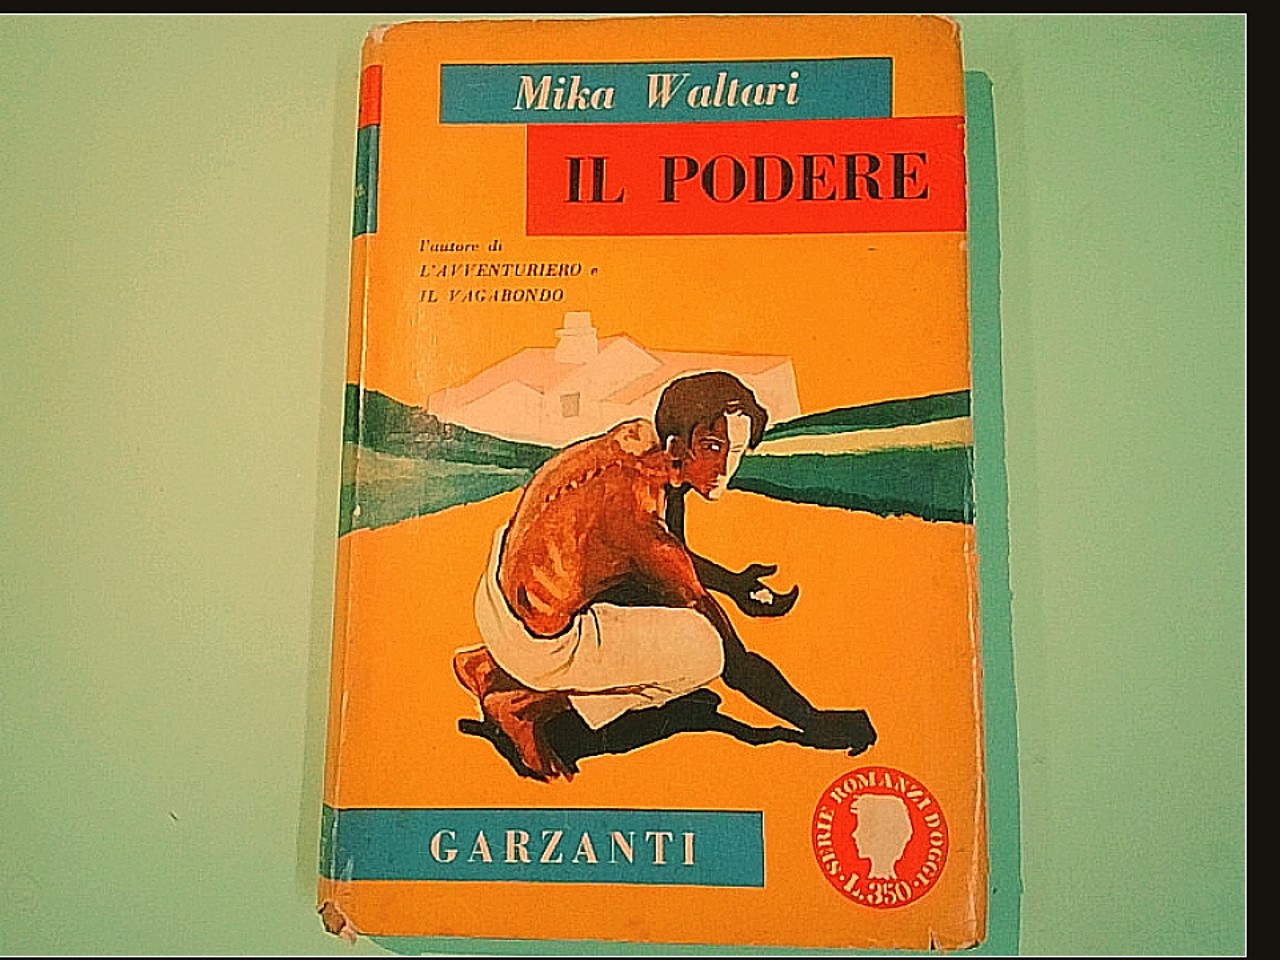 Mika Waltari
IL PODERE
l'autore di
L'AVVENTURIERO e
IL VAGABONDO
GARZANTI
· SERIE ROMANZI D'OGGI ·
L. 350